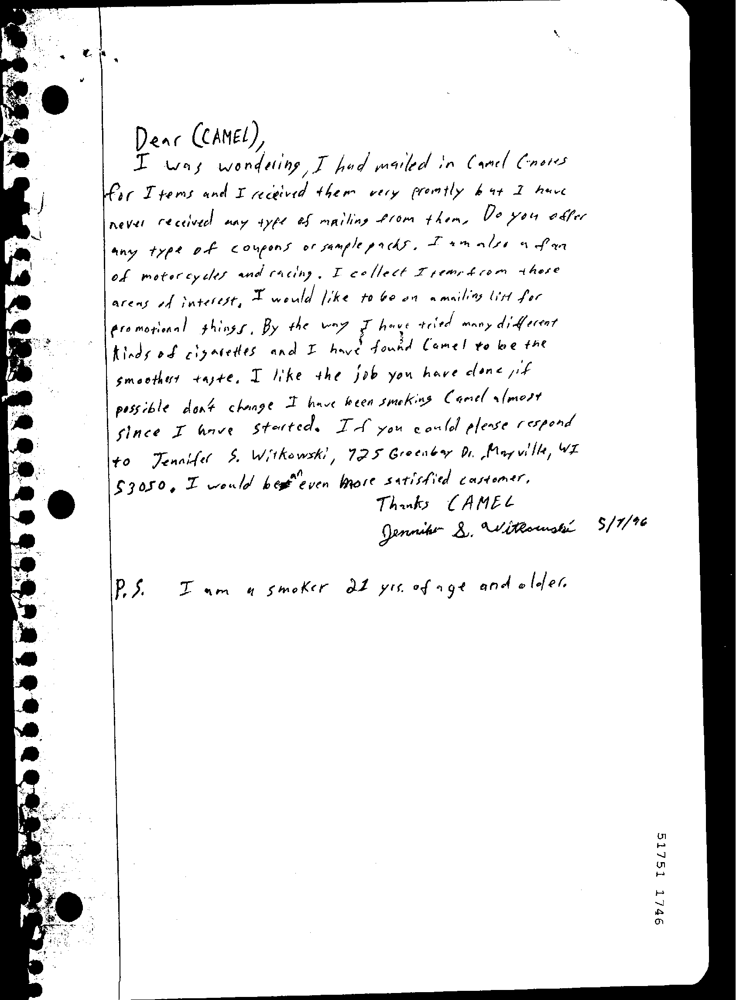 Dear (CAMEL),
I was wondering, I had mailed in Camel C-notes
for Items and I received them very promtly but I have
never received any type of mailing from them. Do you offer
any type of coupons or sample packs. I am also a fan
of motorcycles and racing. I collect Items from those
areas of interest. I would like to be on a mailing list for
promotional things. By the way I have tried many different
kinds of cigarettes and I have found Camel to be the
smoothest taste. I like the job you have done, if
possible don't change I have been smoking Camel almost
since I have started. If you could please respond
to Jennifer S. Witkowski, 725 Greenbay Dr. Mayville, WI
53050. I would be an even more satisfied customer.
Thanks CAMEL
Jennifer S. Witkowski 5/7/96
P.S. I am a smoker 21 yrs. of age and older.
51751 1746